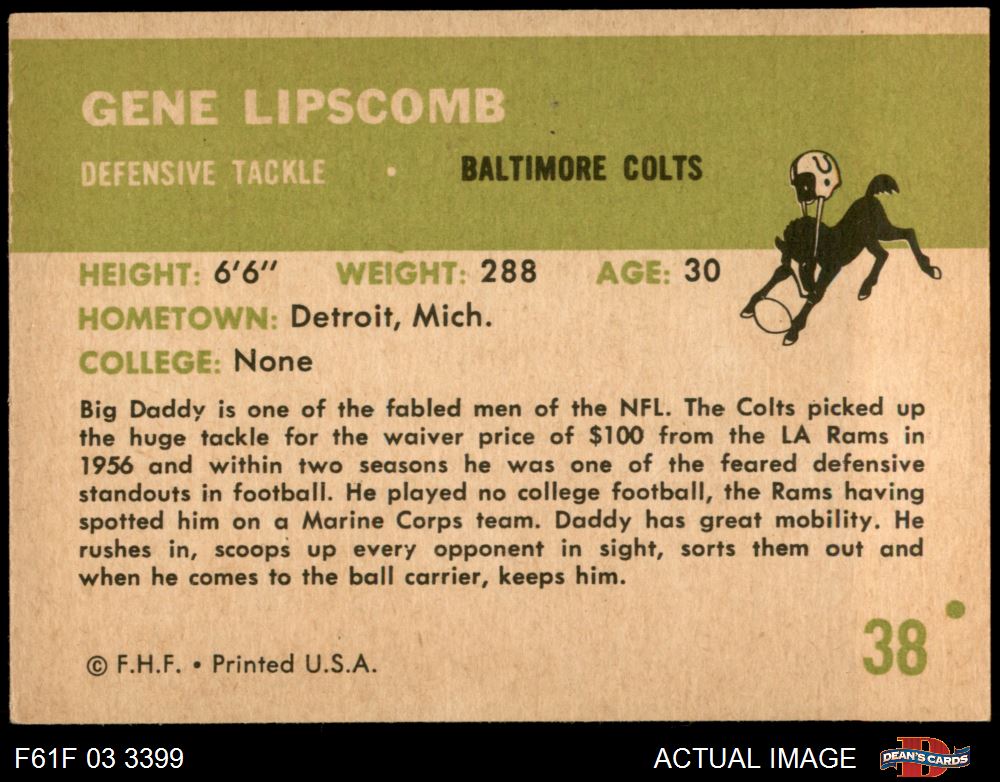 GENE LIPSCOMB
DEFENSIVE TACKLE • BALTIMORE COLTS
HEIGHT: 6'6" WEIGHT: 288 AGE: 30
HOMETOWN: Detroit, Mich.
COLLEGE: None
Big Daddy is one of the fabled men of the NFL. The Colts picked up
the huge tackle for the waiver price of $100 from the LA Rams in
1956 and within two seasons he was one of the feared defensive
standouts in football. He played no college football, the Rams having
spotted him on a Marine Corps team. Daddy has great mobility. He
rushes in, scoops up every opponent in sight, sorts them out and
when he comes to the ball carrier, keeps him.
38
© F.H.F. • Printed U.S.A.
F61F 03 3399 ACTUAL IMAGE DEAN'S CARDS